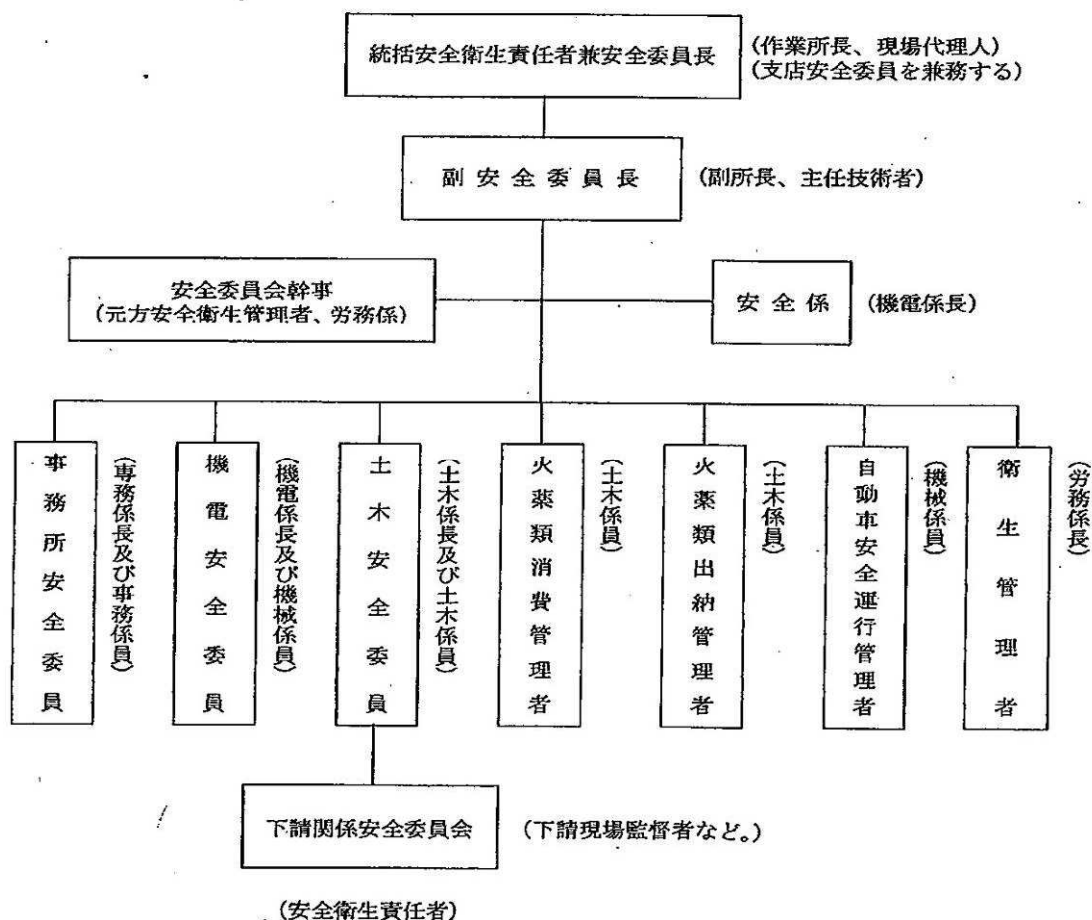 統括安全衛生責任者兼安全委員長
(作業所長、現場代理人)
(支店安全委員を兼務する)
副安全委員長
(副所長、主任技術者)
安全委員会幹事
(元方安全衛生管理者、労務係)
安全係
(機電係長)
事務所安全委員
(専務係長及び事務係員)
機電安全委員
(機電係長及び機械係員)
土木安全委員
(土木係長及び土木係員)
火薬類消費管理者
(土木係員)
火薬類出納管理者
(土木係員)
自動車安全運行管理者
(機械係員)
衛生管理者
(労務係長)
下請関係安全委員会
(下請現場監督者など。)
(安全衛生責任者)